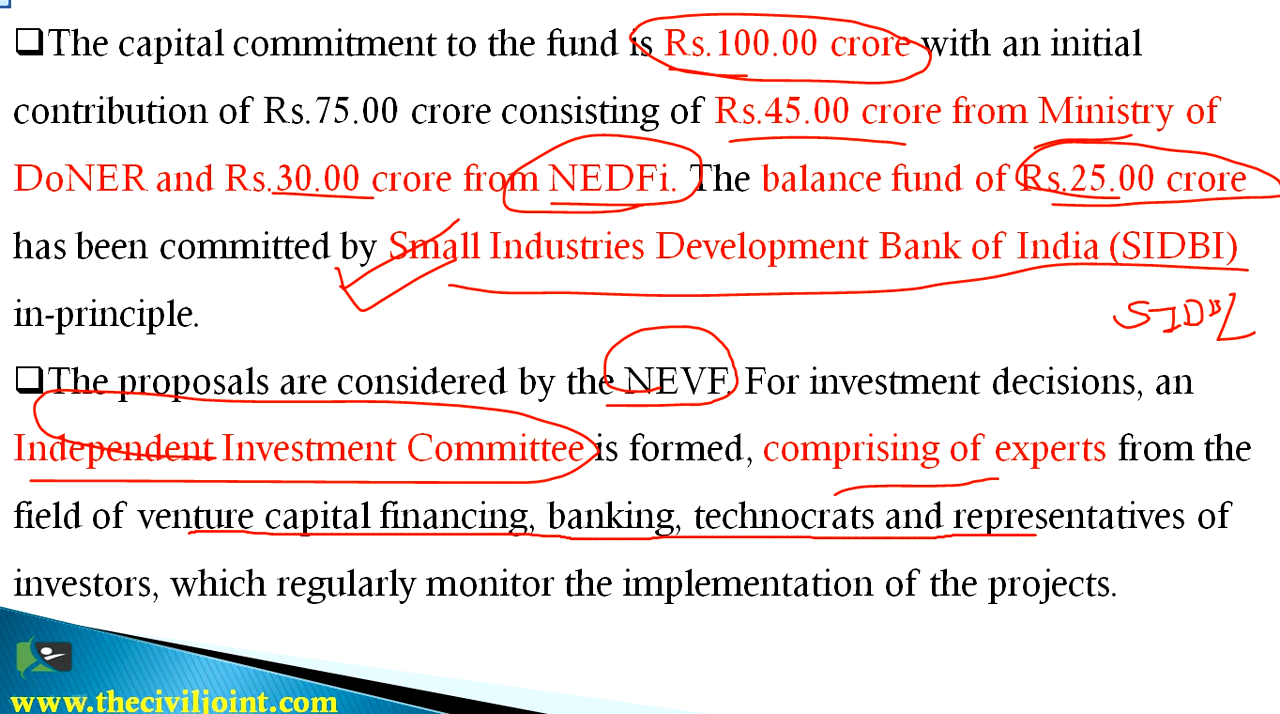 ❑The capital commitment to the fund is Rs.100.00 crore with an initial
contribution of Rs.75.00 crore consisting of Rs.45.00 crore from Ministry of
DoNER and Rs.30.00 crore from NEDFi. The balance fund of Rs.25.00 crore
has been committed by Small Industries Development Bank of India (SIDBI)
in-principle.
SIDBI
❑The proposals are considered by the NEVF. For investment decisions, an
Independent Investment Committee is formed, comprising of experts from the
field of venture capital financing, banking, technocrats and representatives of
investors, which regularly monitor the implementation of the projects.
www.theciviljoint.com